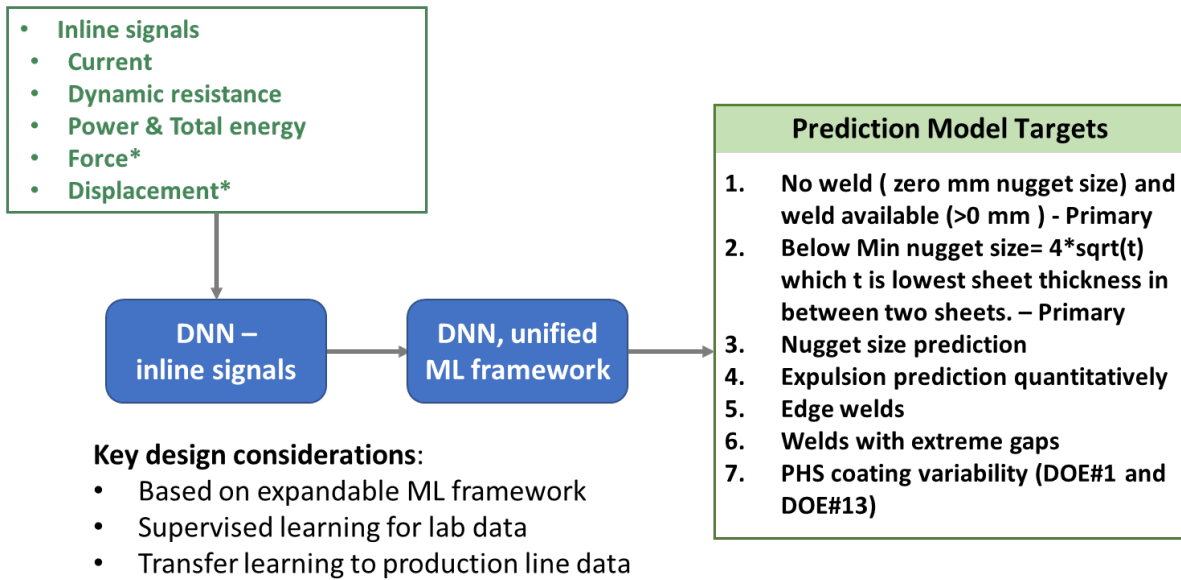 • Inline signals
• Current
• Dynamic resistance
• Power & Total energy
• Force*
• Displacement*
DNN –
inline signals
DNN, unified
ML framework
Key design considerations:
• Based on expandable ML framework
• Supervised learning for lab data
• Transfer learning to production line data
Prediction Model Targets
1. No weld ( zero mm nugget size) and
weld available (>0 mm ) - Primary
2. Below Min nugget size= 4*sqrt(t)
which t is lowest sheet thickness in
between two sheets. – Primary
3. Nugget size prediction
4. Expulsion prediction quantitatively
5. Edge welds
6. Welds with extreme gaps
7. PHS coating variability (DOE#1 and
DOE#13)